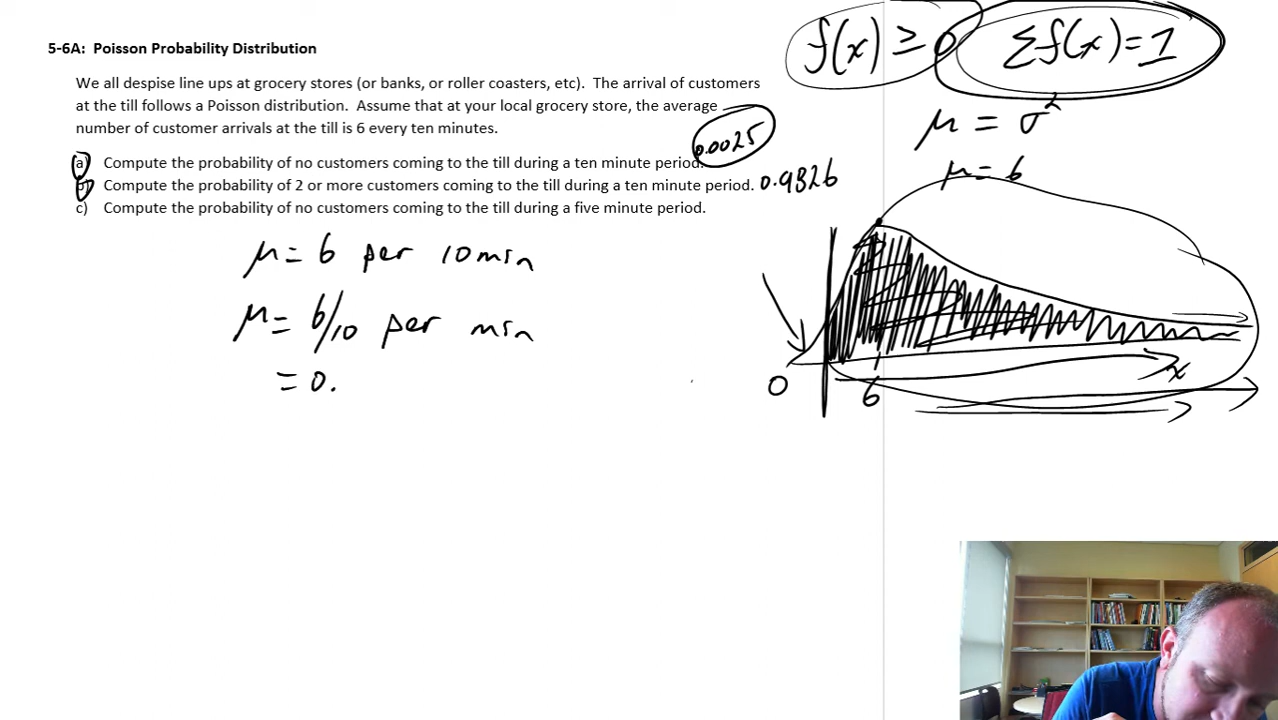 f(x) ≥ 0 Σf(x) = 1
5-6A: Poisson Probability Distribution
We all despise line ups at grocery stores (or banks, or roller coasters, etc). The arrival of customers
at the till follows a Poisson distribution. Assume that at your local grocery store, the average
number of customer arrivals at the till is 6 every ten minutes.
μ = σ²
a) Compute the probability of no customers coming to the till during a ten minute period. 0.0025
b) Compute the probability of 2 or more customers coming to the till during a ten minute period. 0.9826
μ = 6
c) Compute the probability of no customers coming to the till during a five minute period.
μ = 6 per 10 min
μ = 6/10 per min
= 0.
0 6 x